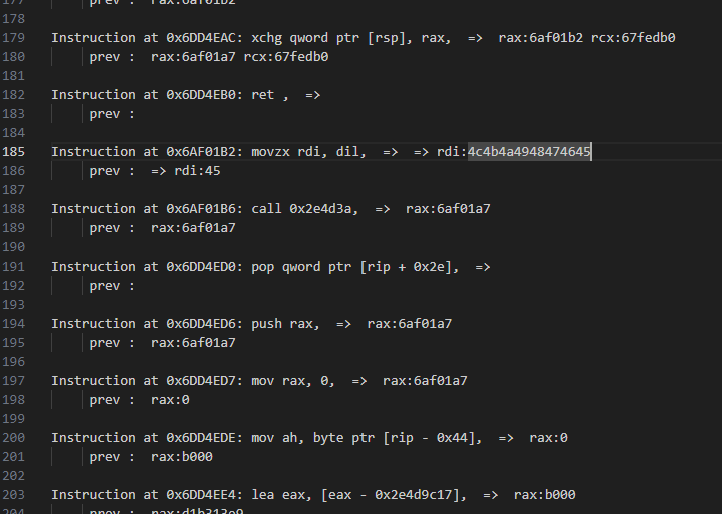 177 prev : rax:6af01b2
178
179 Instruction at 0x6DD4EAC: xchg qword ptr [rsp], rax, => rax:6af01b2 rcx:67fedb0
180 prev : rax:6af01a7 rcx:67fedb0
181
182 Instruction at 0x6DD4EB0: ret , =>
183 prev :
184
185 Instruction at 0x6AF01B2: movzx rdi, dil, => => rdi:4c4b4a4948474645
186 prev : => rdi:45
187
188 Instruction at 0x6AF01B6: call 0x2e4d3a, => rax:6af01a7
189 prev : rax:6af01a7
190
191 Instruction at 0x6DD4ED0: pop qword ptr [rip + 0x2e], =>
192 prev :
193
194 Instruction at 0x6DD4ED6: push rax, => rax:6af01a7
195 prev : rax:6af01a7
196
197 Instruction at 0x6DD4ED7: mov rax, 0, => rax:6af01a7
198 prev : rax:0
199
200 Instruction at 0x6DD4EDE: mov ah, byte ptr [rip - 0x44], => rax:0
201 prev : rax:b000
202
203 Instruction at 0x6DD4EE4: lea eax, [eax - 0x2e4d9c17], => rax:b000
204 prev : rax:d1b313e9